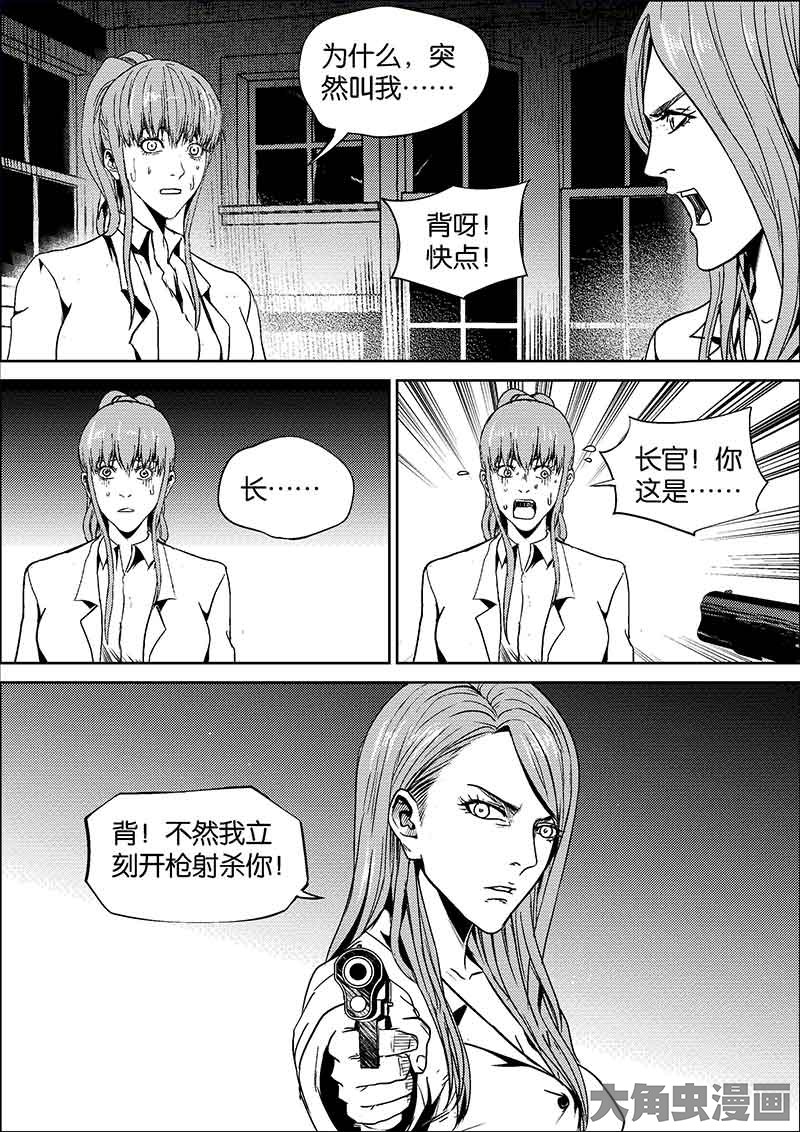 为什么，突
然叫我……
背呀！
快点！
长……
长官！你
这是……
背！不然我立
刻开枪射杀你！
大角虫漫画